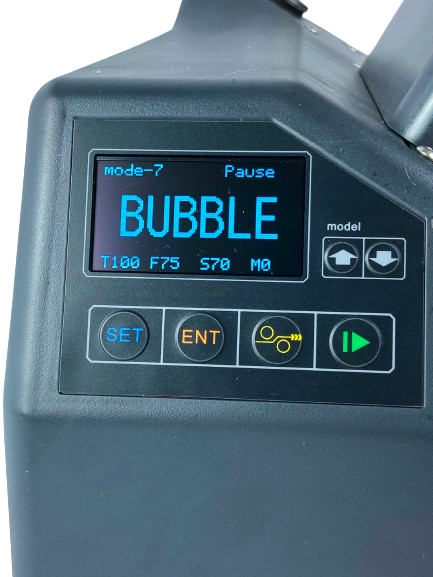 mode-7 Pause
BUBBLE
T100 F75 S70 M0
model
SET ENT